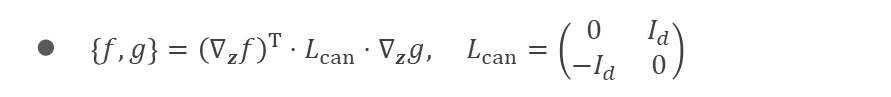 ● {f, g} = (∇_𝒛 f)^T · L_can · ∇_𝒛 g, L_can = ( 0 I_d ; −I_d 0 )